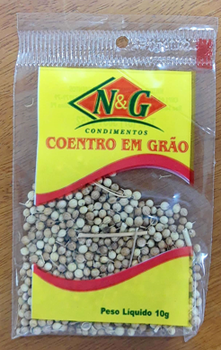 N&G
CONDIMENTOS
COENTRO EM GRÃO
Peso Líquido 10g